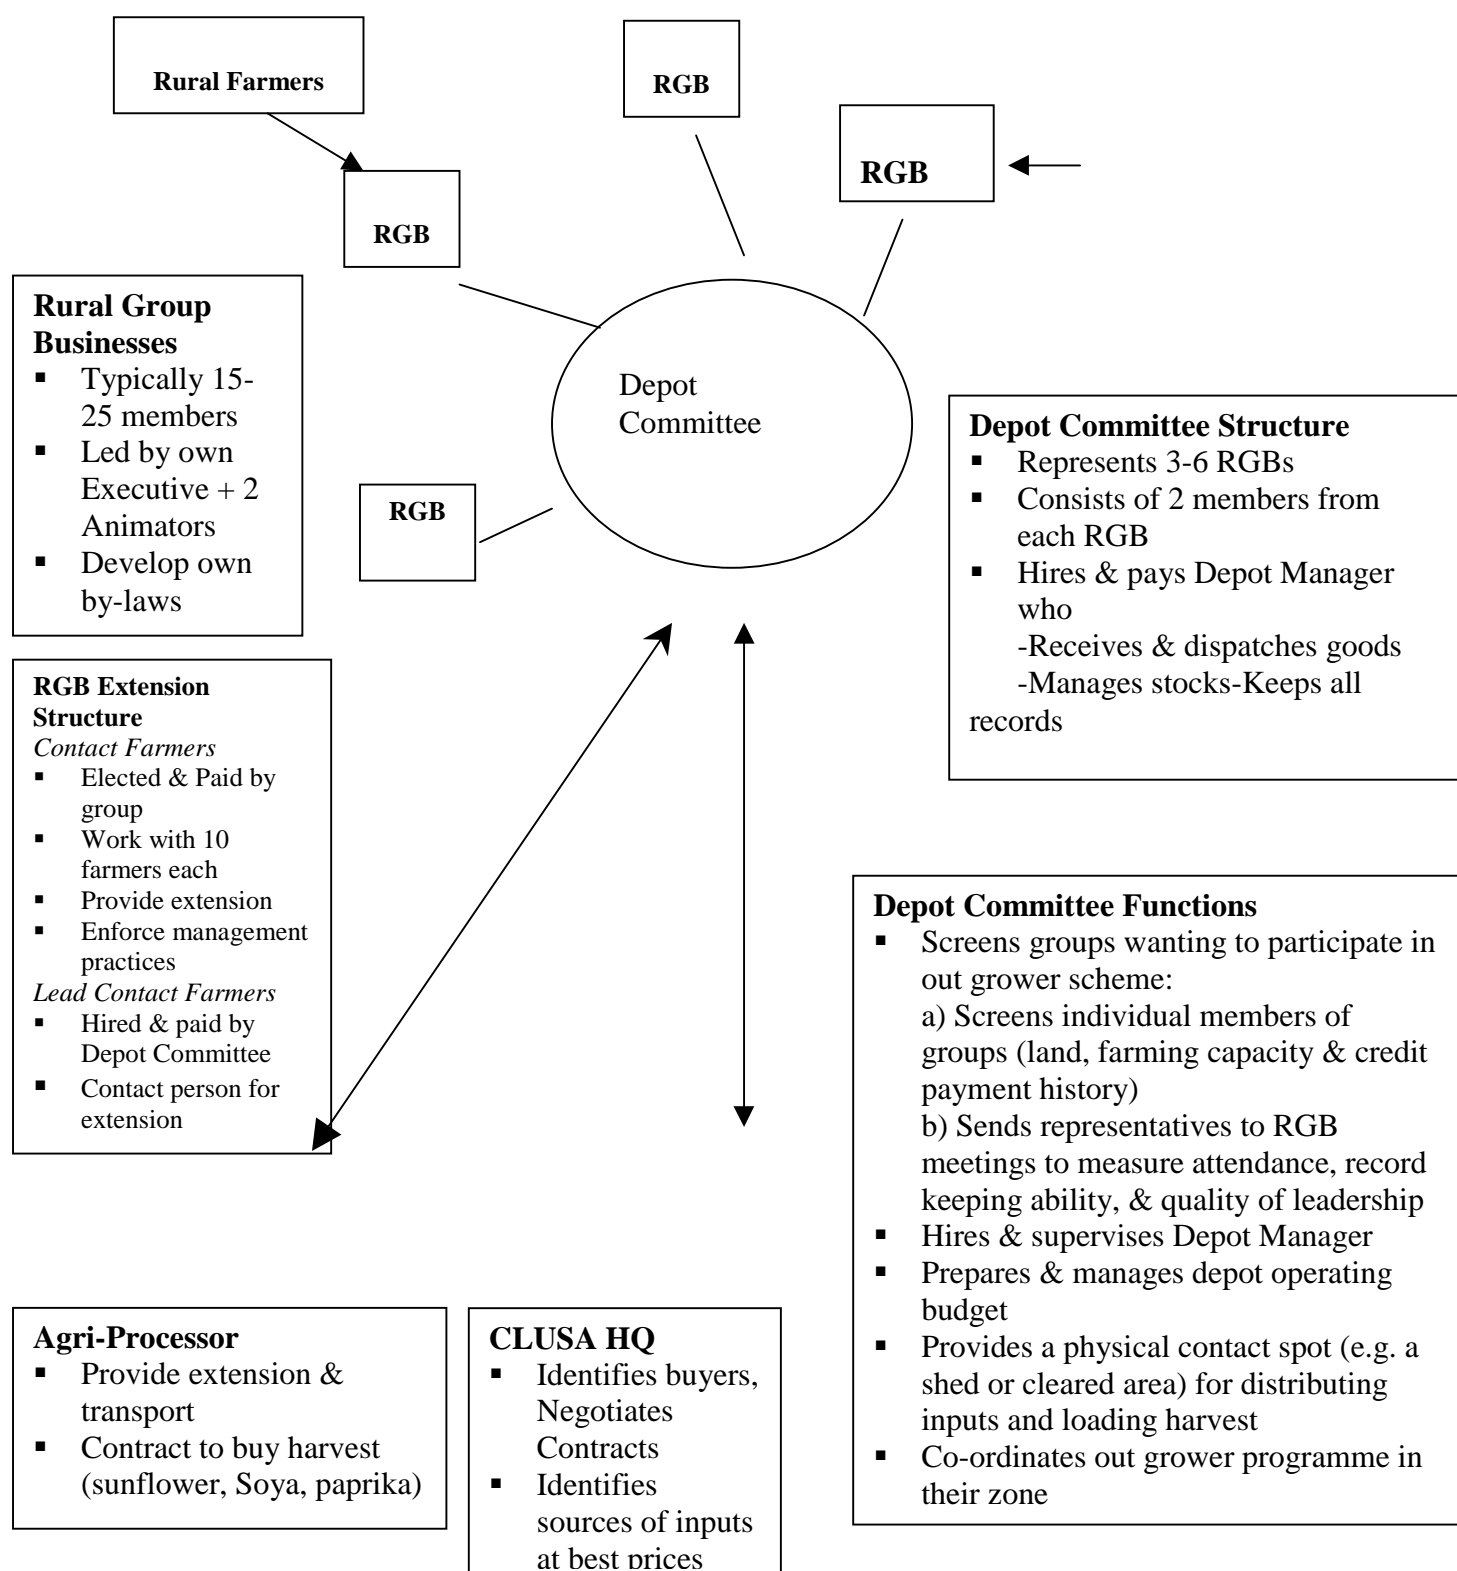 Rural Farmers
RGB
RGB
RGB
Rural Group
Businesses
▪ Typically 15-
25 members
▪ Led by own
Executive + 2
Animators
▪ Develop own
by-laws
Depot
Committee
RGB
Depot Committee Structure
▪ Represents 3-6 RGBs
▪ Consists of 2 members from
each RGB
▪ Hires & pays Depot Manager
who
-Receives & dispatches goods
-Manages stocks-Keeps all
records
RGB Extension
Structure
Contact Farmers
▪ Elected & Paid by
group
▪ Work with 10
farmers each
▪ Provide extension
▪ Enforce management
practices
Lead Contact Farmers
▪ Hired & paid by
Depot Committee
▪ Contact person for
extension
Depot Committee Functions
▪ Screens groups wanting to participate in
out grower scheme:
a) Screens individual members of
groups (land, farming capacity & credit
payment history)
b) Sends representatives to RGB
meetings to measure attendance, record
keeping ability, & quality of leadership
▪ Hires & supervises Depot Manager
▪ Prepares & manages depot operating
budget
▪ Provides a physical contact spot (e.g. a
shed or cleared area) for distributing
inputs and loading harvest
▪ Co-ordinates out grower programme in
their zone
Agri-Processor
▪ Provide extension &
transport
▪ Contract to buy harvest
(sunflower, Soya, paprika)
CLUSA HQ
▪ Identifies buyers,
Negotiates
Contracts
▪ Identifies
sources of inputs
at best prices